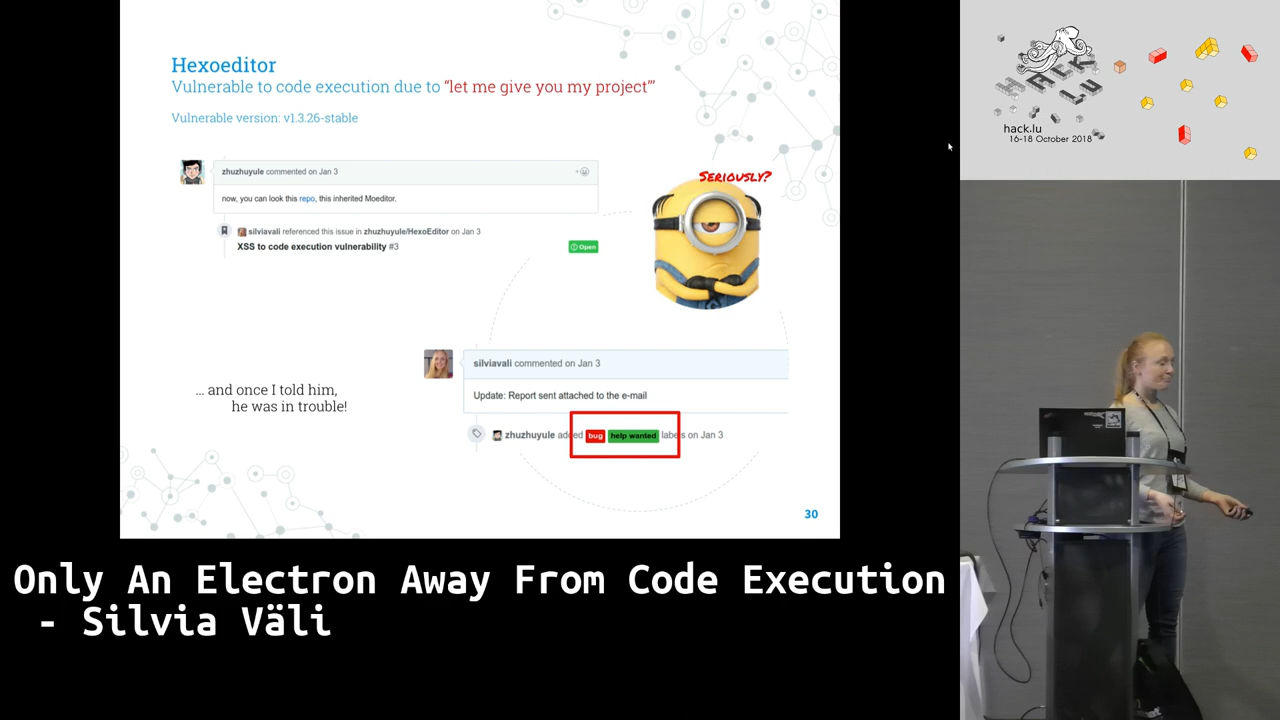 Hexoeditor
Vulnerable to code execution due to “let me give you my project”’
Vulnerable version: v1.3.26-stable
zhuzhuyule commented on Jan 3
now, you can look this repo, this inherited Moeditor.
silviavali referenced this issue in zhuzhuyule/HexoEditor on Jan 3
XSS to code execution vulnerability #3
Open
SERIOUSLY?
silviavali commented on Jan 3
Update: Report sent attached to the e-mail
zhuzhuyule added bug help wanted labels on Jan 3
... and once I told him,
he was in trouble!
30
hack.lu
16-18 October 2018
Only An Electron Away From Code Execution
- Silvia Väli